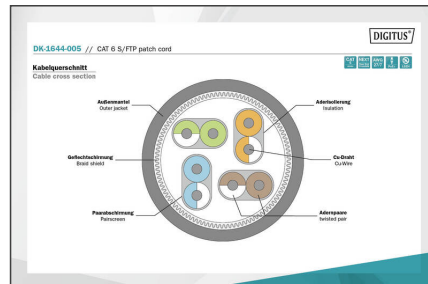 DIGITUS®
DK-1644-005 // CAT 6 S/FTP patch cord
Kabelquerschnitt
Cable cross section
Außenmantel
Outer jacket
Aderisolierung
Insulation
Geflechtschirmung
Braid shield
Cu-Draht
Cu-Wire
Paarabschirmung
Pairscreen
Aderpaare
twisted pair